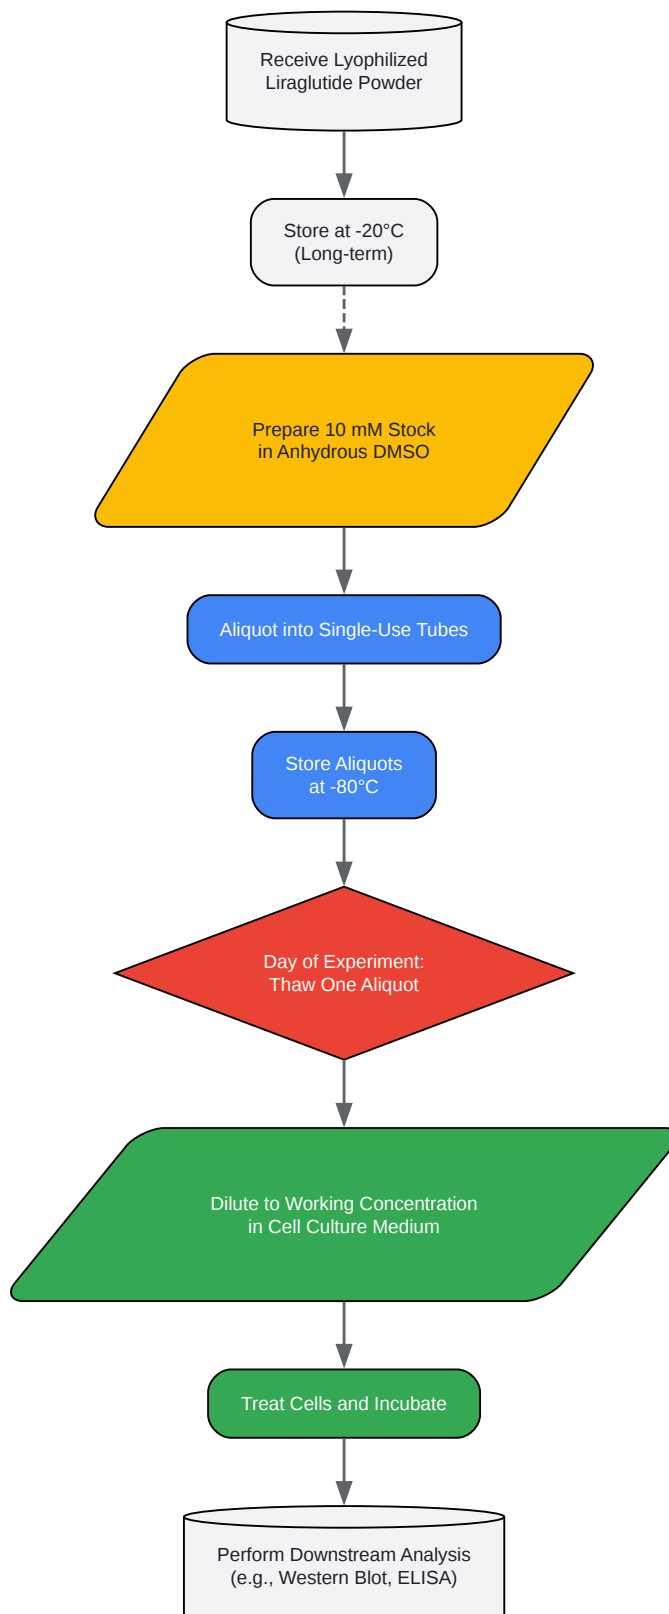 Receive Lyophilized
Liraglutide Powder
Store at -20°C
(Long-term)
Prepare 10 mM Stock
in Anhydrous DMSO
Aliquot into Single-Use Tubes
Store Aliquots
at -80°C
Day of Experiment:
Thaw One Aliquot
Dilute to Working Concentration
in Cell Culture Medium
Treat Cells and Incubate
Perform Downstream Analysis
(e.g., Western Blot, ELISA)